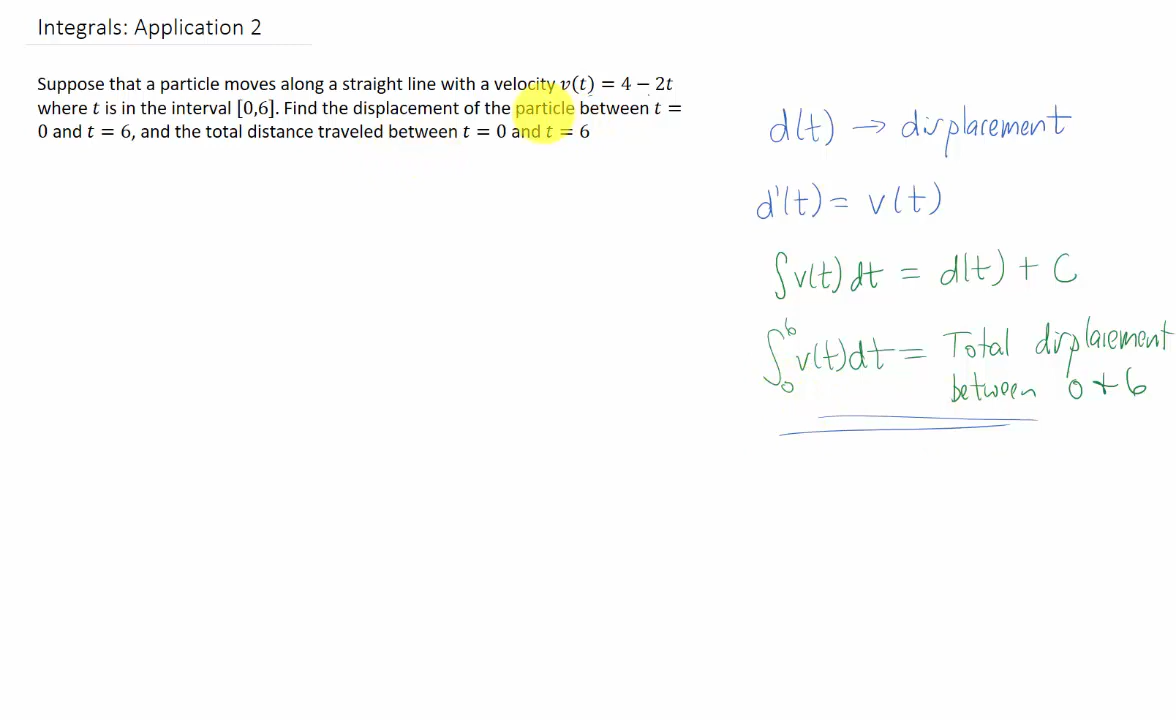 Integrals: Application 2
Suppose that a particle moves along a straight line with a velocity v(t) = 4 − 2t
where t is in the interval [0,6]. Find the displacement of the particle between t =
0 and t = 6, and the total distance traveled between t = 0 and t = 6
d(t) → displacement
d'(t) = v(t)
∫v(t) dt = d(t) + C
∫₀⁶ v(t)dt = Total displacement
between 0 + 6